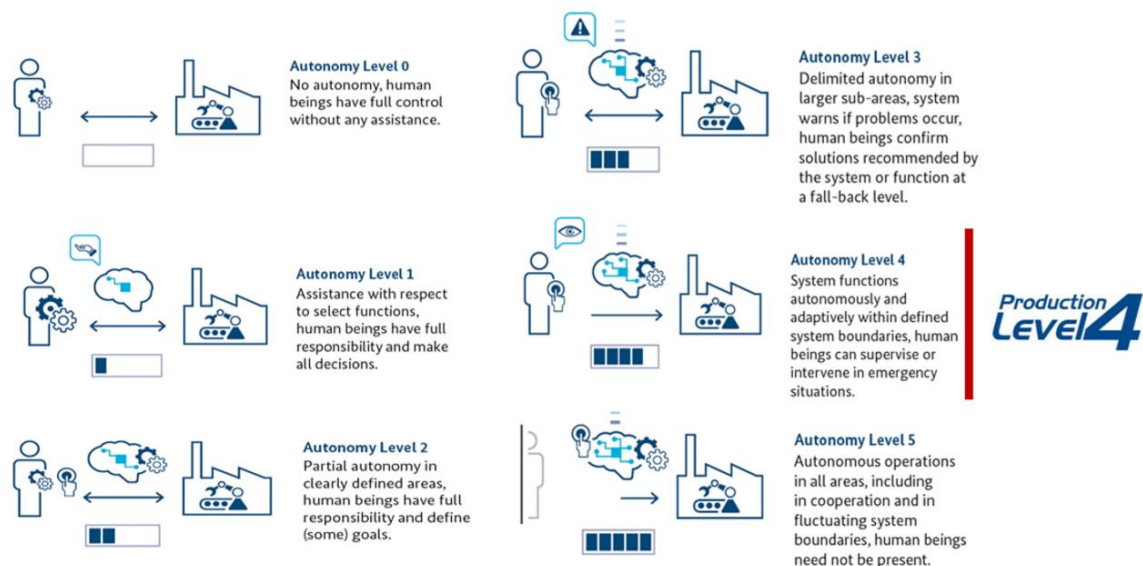 Autonomy Level 0
No autonomy, human
beings have full control
without any assistance.
Autonomy Level 1
Assistance with respect
to select functions,
human beings have full
responsibility and make
all decisions.
Autonomy Level 2
Partial autonomy in
clearly defined areas,
human beings have full
responsibility and define
(some) goals.
Autonomy Level 3
Delimited autonomy in
larger sub-areas, system
warns if problems occur,
human beings confirm
solutions recommended by
the system or function at
a fall-back level.
Autonomy Level 4
System functions
autonomously and
adaptively within defined
system boundaries, human
beings can supervise or
intervene in emergency
situations.
Production
Level4
Autonomy Level 5
Autonomous operations
in all areas, including
in cooperation and in
fluctuating system
boundaries, human beings
need not be present.